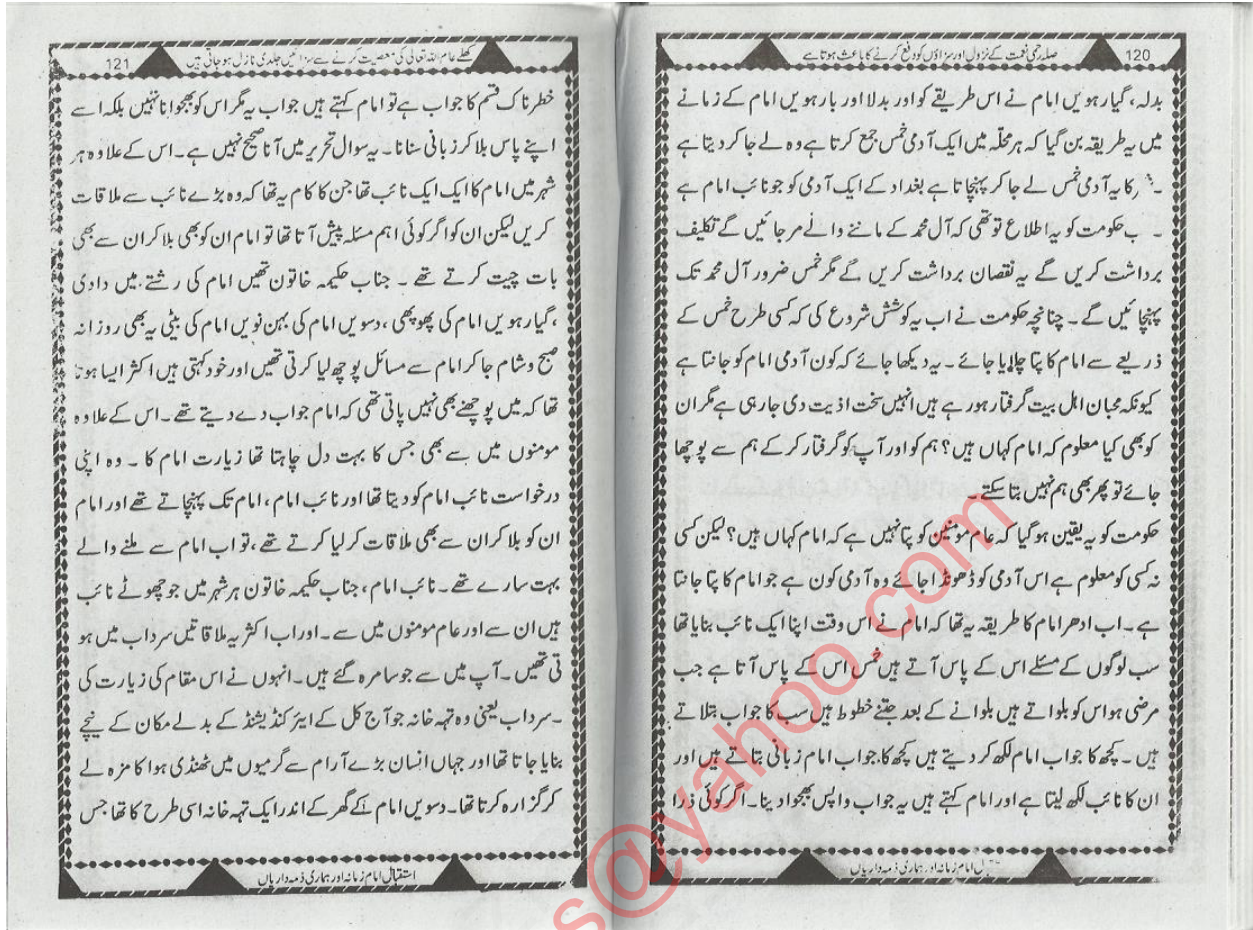 120
صلہ رحمی نعمت کے نزول اور سزاؤں کو دفع کرنے کا باعث ہوتا ہے
بدلہ، گیارہویں امام نے اس طریقے کو اور بدلا اور بارہویں امام کے زمانے
میں یہ طریقہ بن گیا کہ ہر محلّہ میں ایک آدمی خمس جمع کرتا ہے وہ لے جا کر دیتا ہے
کا یہ آدمی خمس لے جا کر پہنچاتا ہے بغداد کے ایک آدمی کو جو نائب امام ہے
۔ ب حکومت کو یہ اطلاع تو تھی کہ آل محمد کے ماننے والے مر جائیں گے تکلیف
برداشت کریں گے یہ نقصان برداشت کریں گے مگر خمس ضرور آل محمد تک
پہنچائیں گے ۔ چنانچہ حکومت نے اب یہ کوشش شروع کی کہ کسی طرح خمس کے
ذریعے سے امام کا پتا چلایا جائے ۔ یہ دیکھا جائے کہ کون آدمی امام کو جانتا ہے
کیونکہ محبان اہل بیت گرفتار ہور ہے ہیں انہیں سخت اذیت دی جارہی ہے مگر ان
کو بھی کیا معلوم کہ امام کہاں ہیں؟ ہم کو اور آپ کو گرفتار کر کے ہم سے پوچھا
جائے تو پھر بھی ہم نہیں بتا سکتے
حکومت کو یہ یقین ہو گیا کہ عام مومنین کو پتا نہیں ہے کہ امام کہاں ہیں؟ لیکن کسی
نہ کسی کو معلوم ہے اس آدمی کو ڈھونڈا جائے وہ آدمی کون ہے جو امام کا پتا جانتا
ہے ۔ اب ادھر امام کا طریقہ یہ تھا کہ امام نے اس وقت اپنا ایک نائب بنایا تھا
سب لوگوں کے مسئلے اس کے پاس آتے ہیں خمس اس کے پاس آتا ہے جب
مرضی ہو اس کو بلواتے ہیں بلوانے کے بعد جتنے خطوط ہیں سب کا جواب بتلاتے
ہیں ۔ کچھ کا جواب امام لکھ کر دیتے ہیں کچھ کا جواب امام زبانی بتاتے ہیں اور
ان کا نائب لکھ لیتا ہے اور امام کہتے ہیں یہ جواب واپس بھجوا دینا ۔ اگر کوئی ذرا
امام زمانہ اور ہماری ذمہ داریاں
121
کھلے عام اللہ تعالی کی معصیت کرنے سے سزائیں جلدی نازل ہو جاتی ہیں
خطرناک قسم کا جواب ہے تو امام کہتے ہیں جواب یہ مگر اس کو بھجوانا نہیں بلکہ اسے
اپنے پاس بلا کر زبانی سنانا ۔ یہ سوال تحریر میں آنا صحیح نہیں ہے ۔ اس کے علاوہ ہر
شہر میں امام کا ایک ایک نائب تھا جن کا کام یہ تھا کہ وہ بڑے نائب سے ملاقات
کریں لیکن ان کو اگر کوئی اہم مسئلہ پیش آتا تھا تو امام ان کو بھی بلا کر ان سے بھی
بات چیت کرتے تھے ۔ جناب حکیمہ خاتون تھیں امام کی رشتے میں دادی
،گیارہویں امام کی پھوپھی ، دسویں امام کی بہن نویں امام کی بیٹی یہ بھی روزانہ
صبح و شام جا کر امام سے مسائل پوچھ لیا کرتی تھیں اور خود کہتی ہیں اکثر ایسا ہوتا
تھا کہ میں پوچھنے بھی نہیں پاتی تھی کہ امام جواب دے دیتے تھے ۔ اس کے علاوہ
مومنوں میں سے بھی جس کا بہت دل چاہتا تھا زیارت امام کا ۔ وہ اپنی
درخواست نائب امام کو دیتا تھا اور نائب امام ، امام تک پہنچاتے تھے اور امام
ان کو بلا کر ان سے بھی ملاقات کر لیا کرتے تھے ، تو اب امام سے ملنے والے
بہت سارے تھے ۔ نائب امام ، جناب حکیمہ خاتون ہر شہر میں جو چھوٹے نائب
ہیں ان سے اور عام مومنوں میں سے ۔ اور اب اکثر یہ ملاقاتیں سرداب میں ہو
تی تھیں ۔ آپ میں سے جو سامرہ گئے ہیں ۔ انہوں نے اس مقام کی زیارت کی
۔ سرداب یعنی وہ تہہ خانہ جو آج کل کے ایئر کنڈیشنڈ کے بدلے مکان کے نیچے
بنایا جاتا تھا اور جہاں انسان بڑے آرام سے گرمیوں میں ٹھنڈی ہوا کا مزہ لے
کر گزارہ کرتا تھا ۔ دسویں امام کے گھر کے اندر ایک تہہ خانہ اسی طرح کا تھا جس
استقبال امام زمانہ اور ہماری ذمہ داریاں
s@yahoo.com